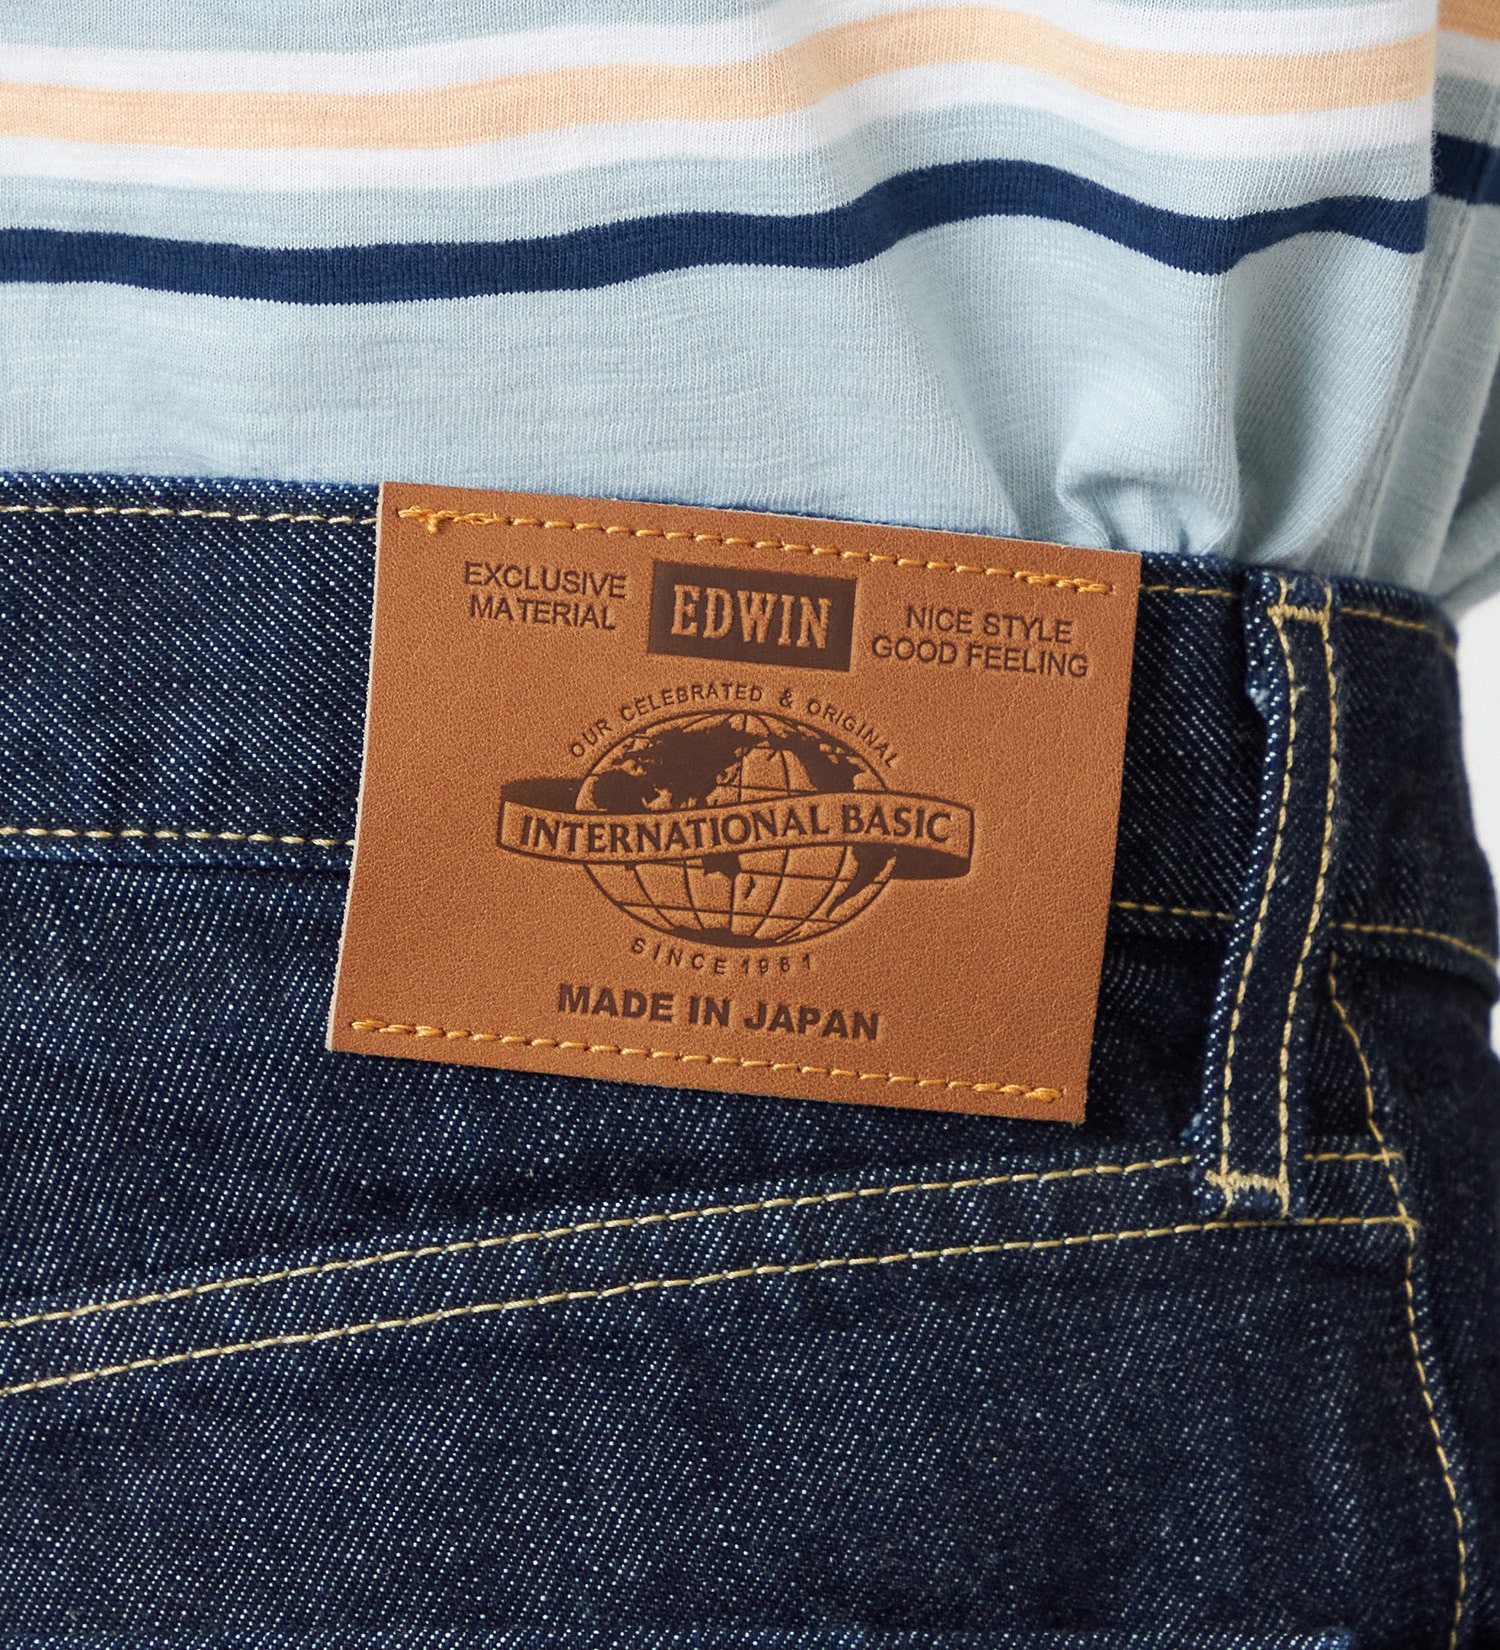 EXCLUSIVE
MATERIAL
EDWIN
NICE STYLE
GOOD FEELING
OUR CELEBRATED & ORIGINAL
INTERNATIONAL BASIC
SINCE 1961
MADE IN JAPAN